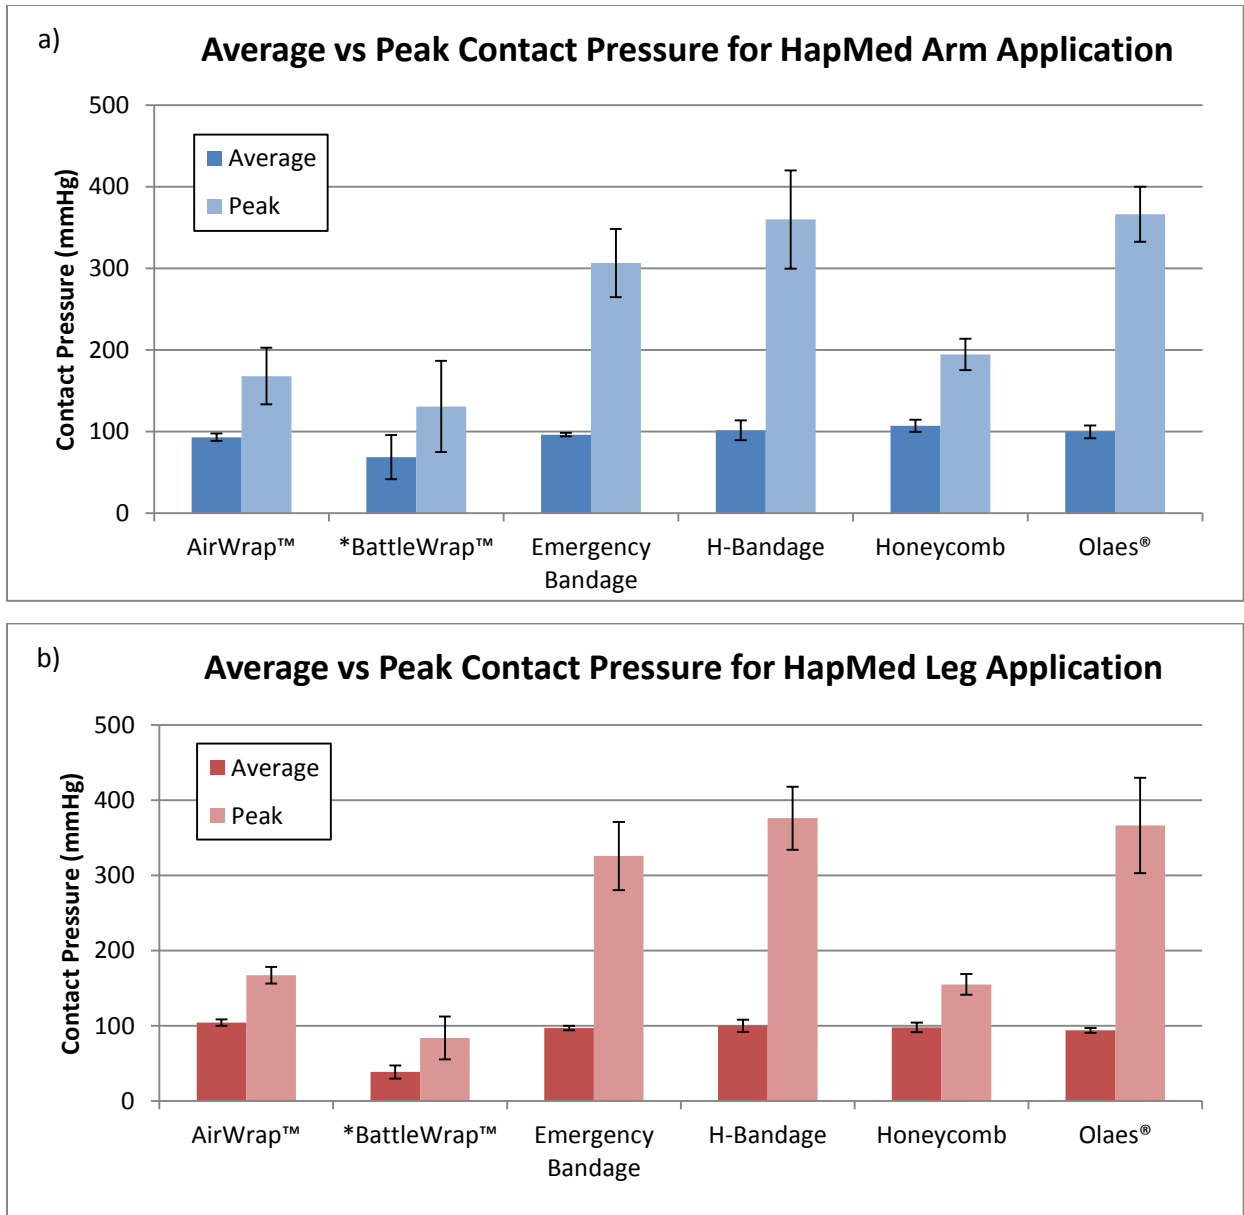 a)
Average vs Peak Contact Pressure for HapMed Arm Application
Contact Pressure (mmHg)
500
400
300
200
100
0
Average
Peak
AirWrap™
*BattleWrap™
Emergency
Bandage
H-Bandage
Honeycomb
Olaes®
b)
Average vs Peak Contact Pressure for HapMed Leg Application
Contact Pressure (mmHg)
500
400
300
200
100
0
Average
Peak
AirWrap™
*BattleWrap™
Emergency
Bandage
H-Bandage
Honeycomb
Olaes®